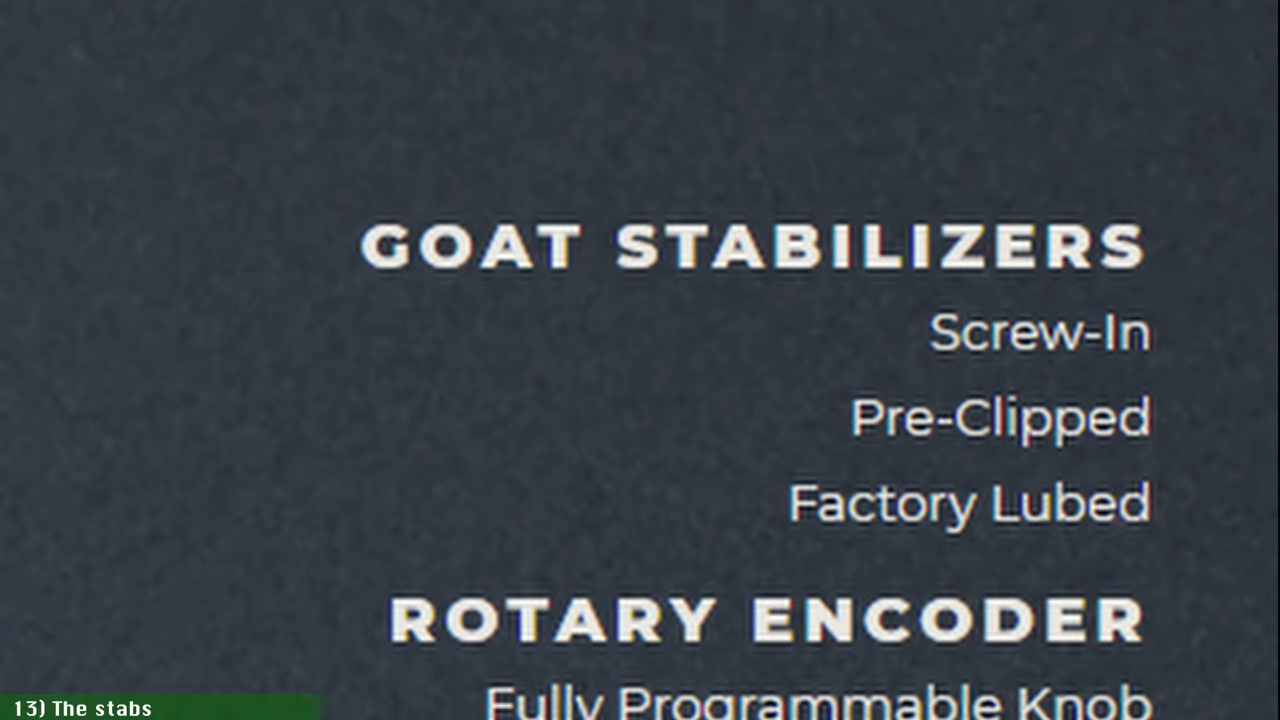 GOAT STABILIZERS
Screw-In
Pre-Clipped
Factory Lubed
ROTARY ENCODER
Fully Programmable Knob
13) The stabs